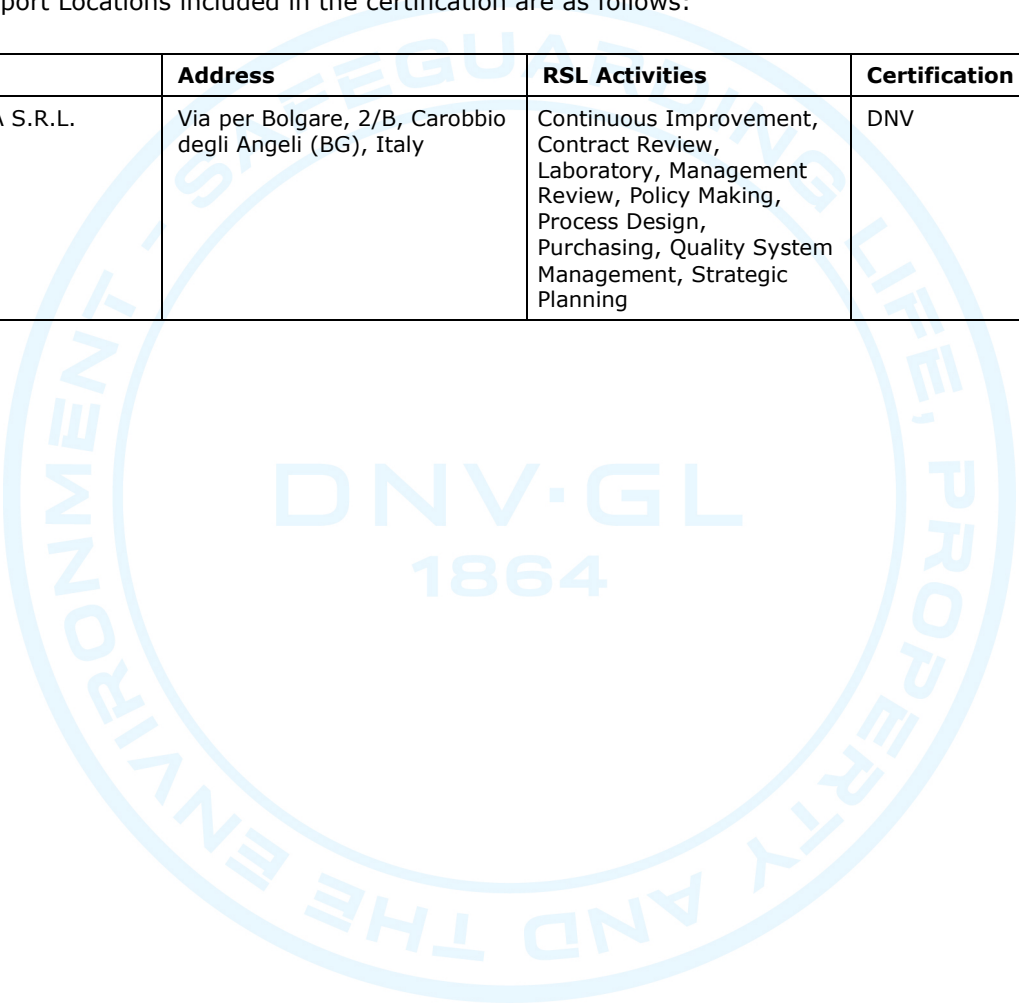 port Locations included in the certification are as follows:
Address RSL Activities Certification
A S.R.L. Via per Bolgare, 2/B, Carobbio Continuous Improvement, DNV
degli Angeli (BG), Italy Contract Review,
Laboratory, Management
Review, Policy Making,
Process Design,
Purchasing, Quality System
Management, Strategic
Planning
SAFEGUARDING LIFE, PROPERTY AND THE ENVIRONMENT -
DNV·GL
1864